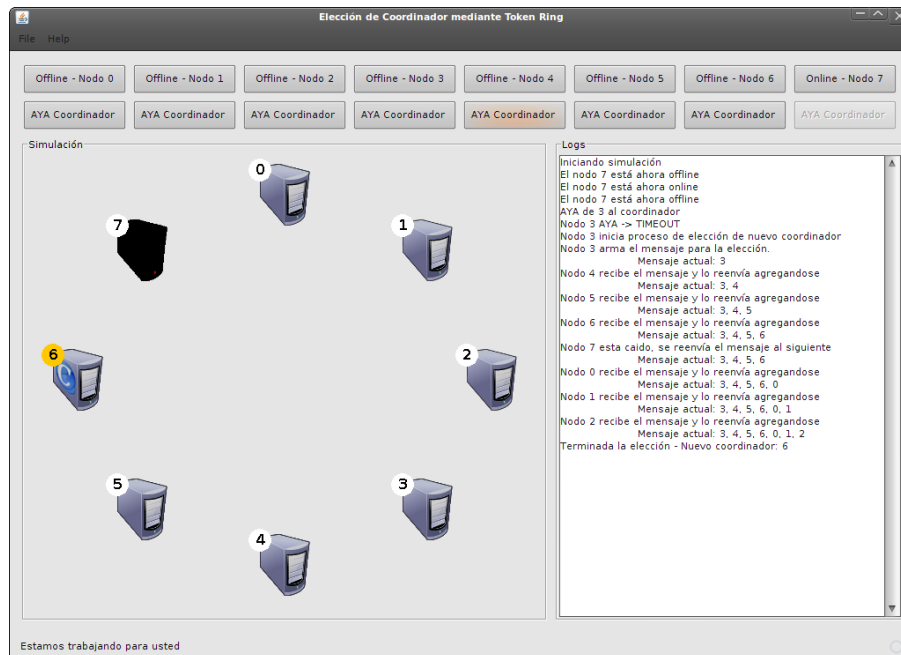 Elección de Coordinador mediante Token Ring
File Help
Offline - Nodo 0 Offline - Nodo 1 Offline - Nodo 2 Offline - Nodo 3 Offline - Nodo 4 Offline - Nodo 5 Offline - Nodo 6 Online - Nodo 7
AYA Coordinador AYA Coordinador AYA Coordinador AYA Coordinador AYA Coordinador AYA Coordinador AYA Coordinador AYA Coordinador
Simulación
0
7
1
6
2
5
3
4
Logs
Iniciando simulación
El nodo 7 está ahora offline
El nodo 7 está ahora online
El nodo 7 está ahora offline
AYA de 3 al coordinador
Nodo 3 AYA -> TIMEOUT
Nodo 3 inicia proceso de elección de nuevo coordinador
Nodo 3 arma el mensaje para la elección.
Mensaje actual: 3
Nodo 4 recibe el mensaje y lo reenvía agregandose
Mensaje actual: 3, 4
Nodo 5 recibe el mensaje y lo reenvía agregandose
Mensaje actual: 3, 4, 5
Nodo 6 recibe el mensaje y lo reenvía agregandose
Mensaje actual: 3, 4, 5, 6
Nodo 7 esta caido, se reenvía el mensaje al siguiente
Mensaje actual: 3, 4, 5, 6
Nodo 0 recibe el mensaje y lo reenvía agregandose
Mensaje actual: 3, 4, 5, 6, 0
Nodo 1 recibe el mensaje y lo reenvía agregandose
Mensaje actual: 3, 4, 5, 6, 0, 1
Nodo 2 recibe el mensaje y lo reenvía agregandose
Mensaje actual: 3, 4, 5, 6, 0, 1, 2
Terminada la elección - Nuevo coordinador: 6
Estamos trabajando para usted